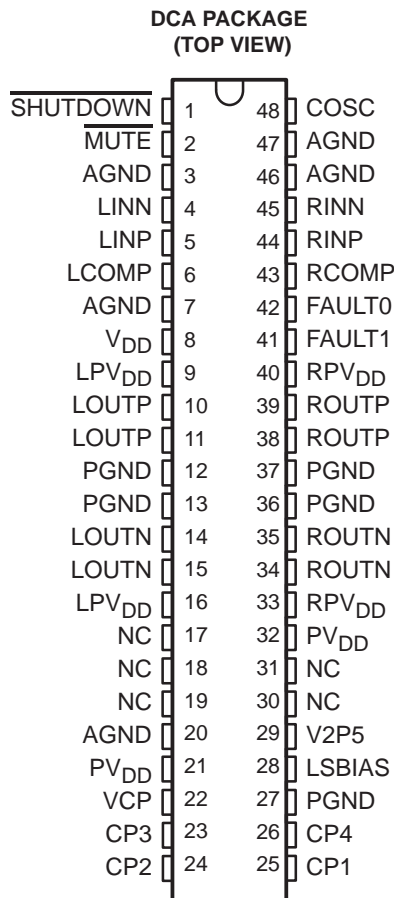 DCA PACKAGE
(TOP VIEW)
SHUTDOWN 1 48 COSC
MUTE 2 47 AGND
AGND 3 46 AGND
LINN 4 45 RINN
LINP 5 44 RINP
LCOMP 6 43 RCOMP
AGND 7 42 FAULT0
VDD 8 41 FAULT1
LPVDD 9 40 RPVDD
LOUTP 10 39 ROUTP
LOUTP 11 38 ROUTP
PGND 12 37 PGND
PGND 13 36 PGND
LOUTN 14 35 ROUTN
LOUTN 15 34 ROUTN
LPVDD 16 33 RPVDD
NC 17 32 PVDD
NC 18 31 NC
NC 19 30 NC
AGND 20 29 V2P5
PVDD 21 28 LSBIAS
VCP 22 27 PGND
CP3 23 26 CP4
CP2 24 25 CP1